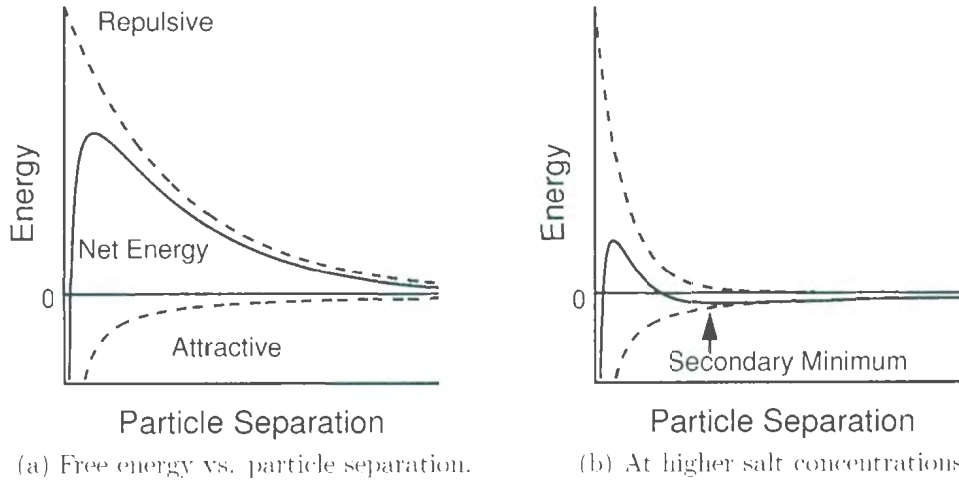 Repulsive
Energy
Net Energy
0
Attractive
Particle Separation
(a) Free energy vs. particle separation.
Energy
0
Secondary Minimum
Particle Separation
(b) At higher salt concentrations